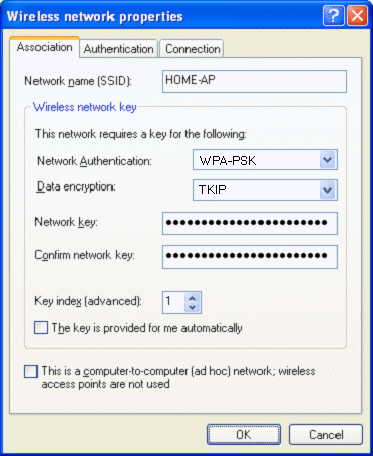 Wireless network properties
Association Authentication Connection
Network name (SSID): HOME-AP
Wireless network key
This network requires a key for the following:
Network Authentication: WPA-PSK
Data encryption: TKIP
Network key: ●●●●●●●●●●●●●●●●●●●●●●●
Confirm network key: ●●●●●●●●●●●●●●●●●●●●●●●
Key index (advanced): 1
The key is provided for me automatically
This is a computer-to-computer (ad hoc) network; wireless
access points are not used
OK Cancel